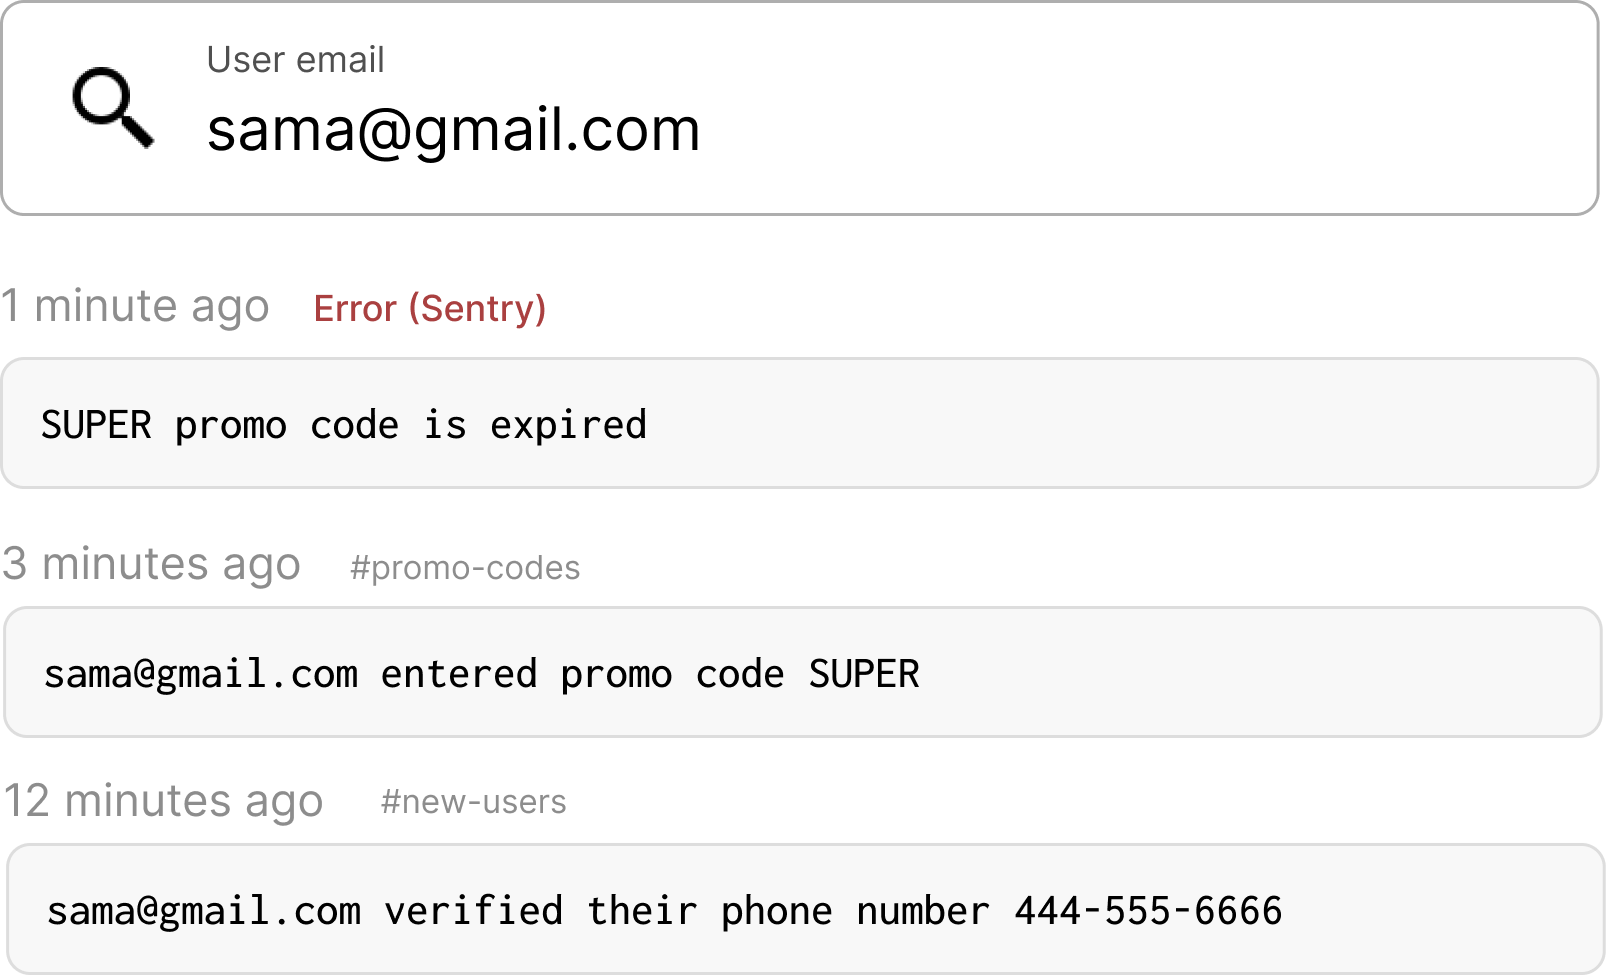 User email
sama@gmail.com
1 minute ago Error (Sentry)
SUPER promo code is expired
3 minutes ago #promo-codes
sama@gmail.com entered promo code SUPER
12 minutes ago #new-users
sama@gmail.com verified their phone number 444-555-6666